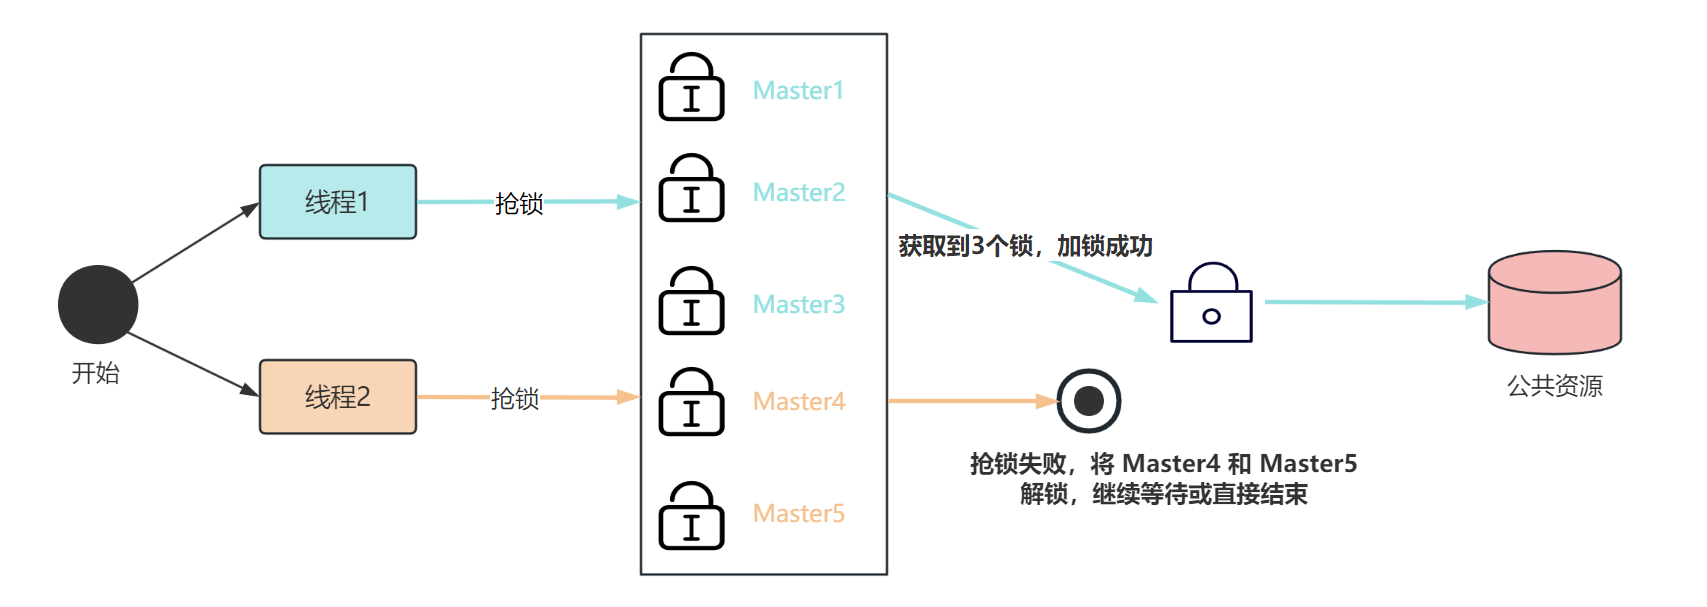 开始
线程1
线程2
抢锁
抢锁
Master1
Master2
Master3
Master4
Master5
获取到3个锁，加锁成功
抢锁失败，将 Master4 和 Master5
解锁，继续等待或直接结束
公共资源